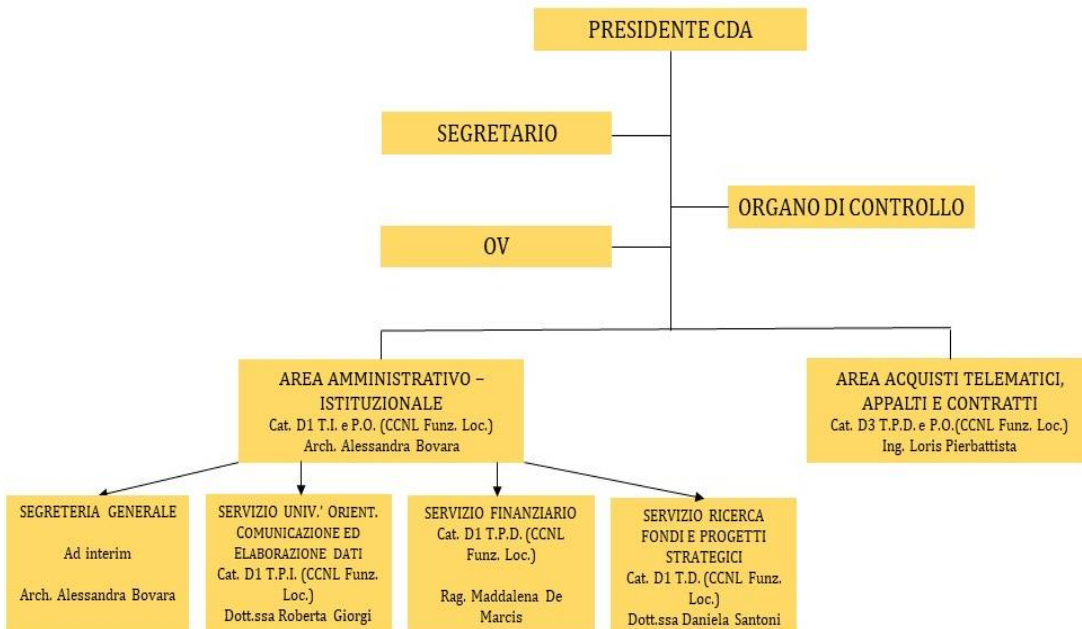 PRESIDENTE CDA
SEGRETARIO
ORGANO DI CONTROLLO
OV
AREA AMMINISTRATIVO –
ISTITUZIONALE
Cat. D1 T.I. e P.O. (CCNL Funz. Loc.)
Arch. Alessandra Bovara
AREA ACQUISTI TELEMATICI,
APPALTI E CONTRATTI
Cat. D3 T.P.D. e P.O.(CCNL Funz. Loc.)
Ing. Loris Pierbattista
SEGRETERIA GENERALE
Ad interim
Arch. Alessandra Bovara
SERVIZIO UNIV.' ORIENT.
COMUNICAZIONE ED
ELABORAZIONE DATI
Cat. D1 T.P.I. (CCNL Funz.
Loc.)
Dott.ssa Roberta Giorgi
SERVIZIO FINANZIARIO
Cat. D1 T.P.D. (CCNL
Funz. Loc.)
Rag. Maddalena De
Marcis
SERVIZIO RICERCA
FONDI E PROGETTI
STRATEGICI
Cat. D1 T.D. (CCNL Funz.
Loc.)
Dott.ssa Daniela Santoni